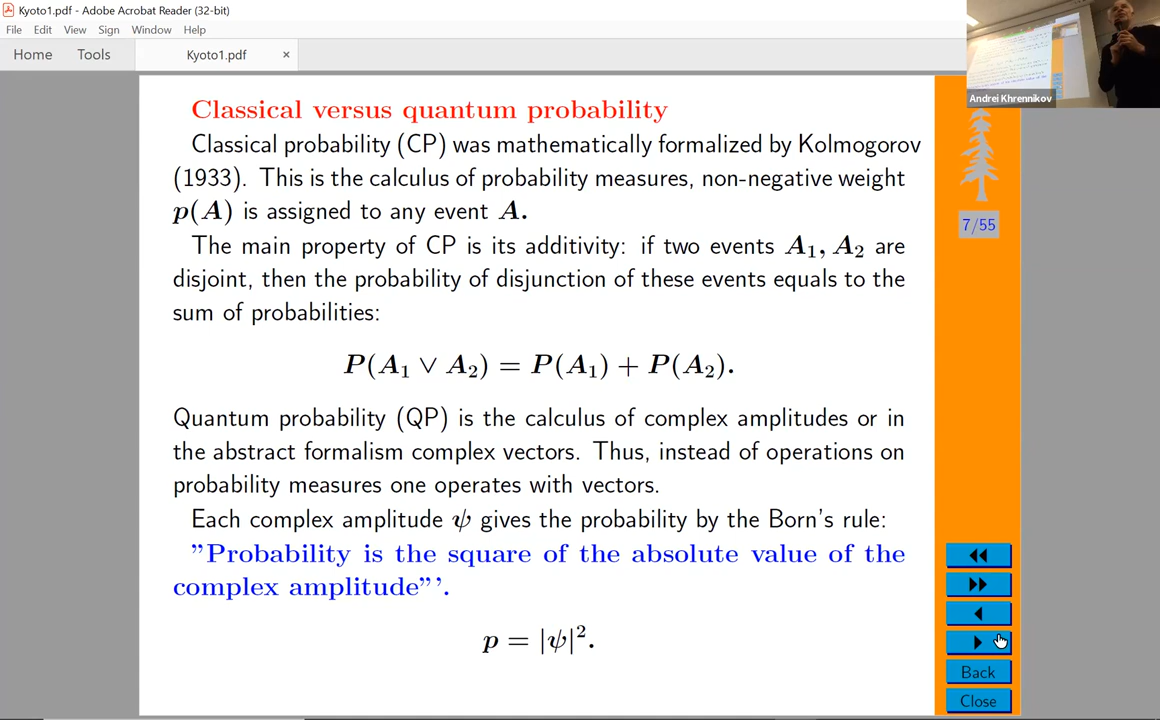 Kyoto1.pdf - Adobe Acrobat Reader (32-bit)
File Edit View Sign Window Help
Home Tools Kyoto1.pdf ×
Andrei Khrennikov
Classical versus quantum probability
Classical probability (CP) was mathematically formalized by Kolmogorov
(1933). This is the calculus of probability measures, non-negative weight
p(A) is assigned to any event A.
7/55
The main property of CP is its additivity: if two events A₁, A₂ are
disjoint, then the probability of disjunction of these events equals to the
sum of probabilities:
P(A₁ ∨ A₂) = P(A₁) + P(A₂).
Quantum probability (QP) is the calculus of complex amplitudes or in
the abstract formalism complex vectors. Thus, instead of operations on
probability measures one operates with vectors.
Each complex amplitude ψ gives the probability by the Born's rule:
"Probability is the square of the absolute value of the
complex amplitude"'.
p = |ψ|².
Back
Close